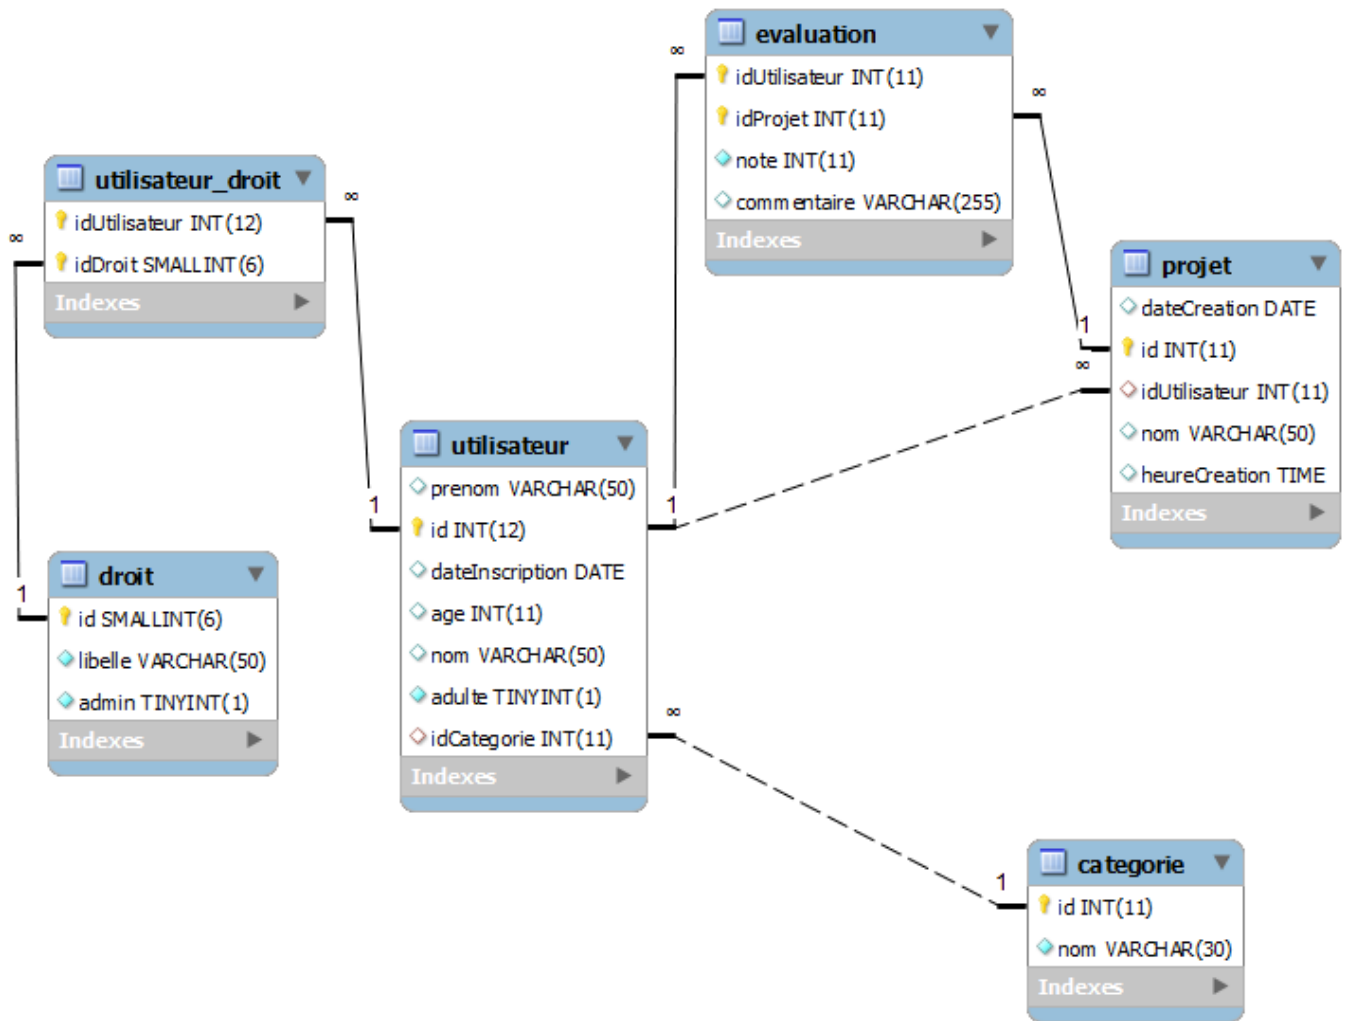 evaluation
idUtilisateur INT(11)
idProjet INT(11)
note INT(11)
commentaire VARCHAR(255)
Indexes
∞
∞
utilisateur_droit
idUtilisateur INT(12)
idDroit SMALLINT(6)
Indexes
∞
∞
projet
dateCreation DATE
id INT(11)
idUtilisateur INT(11)
nom VARCHAR(50)
heureCreation TIME
Indexes
1
∞
utilisateur
prenom VARCHAR(50)
id INT(12)
dateInscription DATE
age INT(11)
nom VARCHAR(50)
adulte TINYINT(1)
idCategorie INT(11)
Indexes
1
1
∞
droit
id SMALLINT(6)
libelle VARCHAR(50)
admin TINYINT(1)
Indexes
1
categorie
id INT(11)
nom VARCHAR(30)
Indexes
1